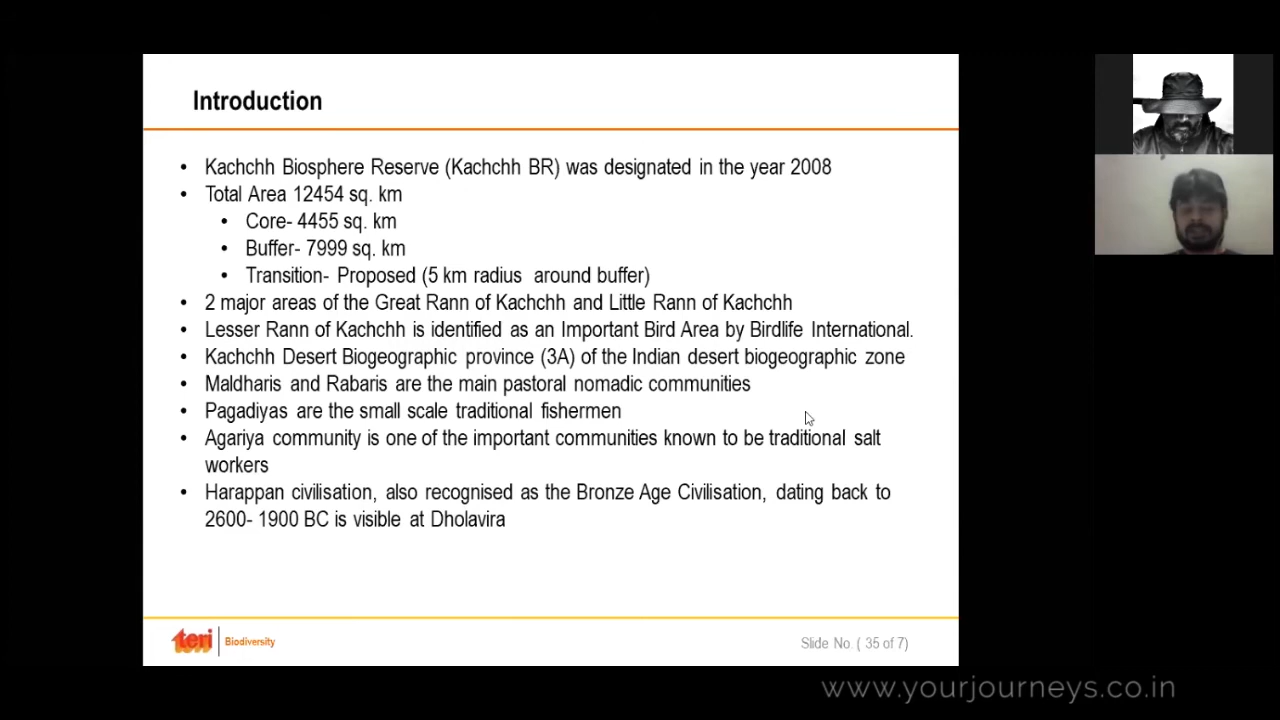 Introduction
• Kachchh Biosphere Reserve (Kachchh BR) was designated in the year 2008
• Total Area 12454 sq. km
• Core- 4455 sq. km
• Buffer- 7999 sq. km
• Transition- Proposed (5 km radius around buffer)
• 2 major areas of the Great Rann of Kachchh and Little Rann of Kachchh
• Lesser Rann of Kachchh is identified as an Important Bird Area by Birdlife International.
• Kachchh Desert Biogeographic province (3A) of the Indian desert biogeographic zone
• Maldharis and Rabaris are the main pastoral nomadic communities
• Pagadiyas are the small scale traditional fishermen
• Agariya community is one of the important communities known to be traditional salt
workers
• Harappan civilisation, also recognised as the Bronze Age Civilisation, dating back to
2600- 1900 BC is visible at Dholavira
teri Biodiversity
Slide No. ( 35 of 7)
www.yourjourneys.co.in